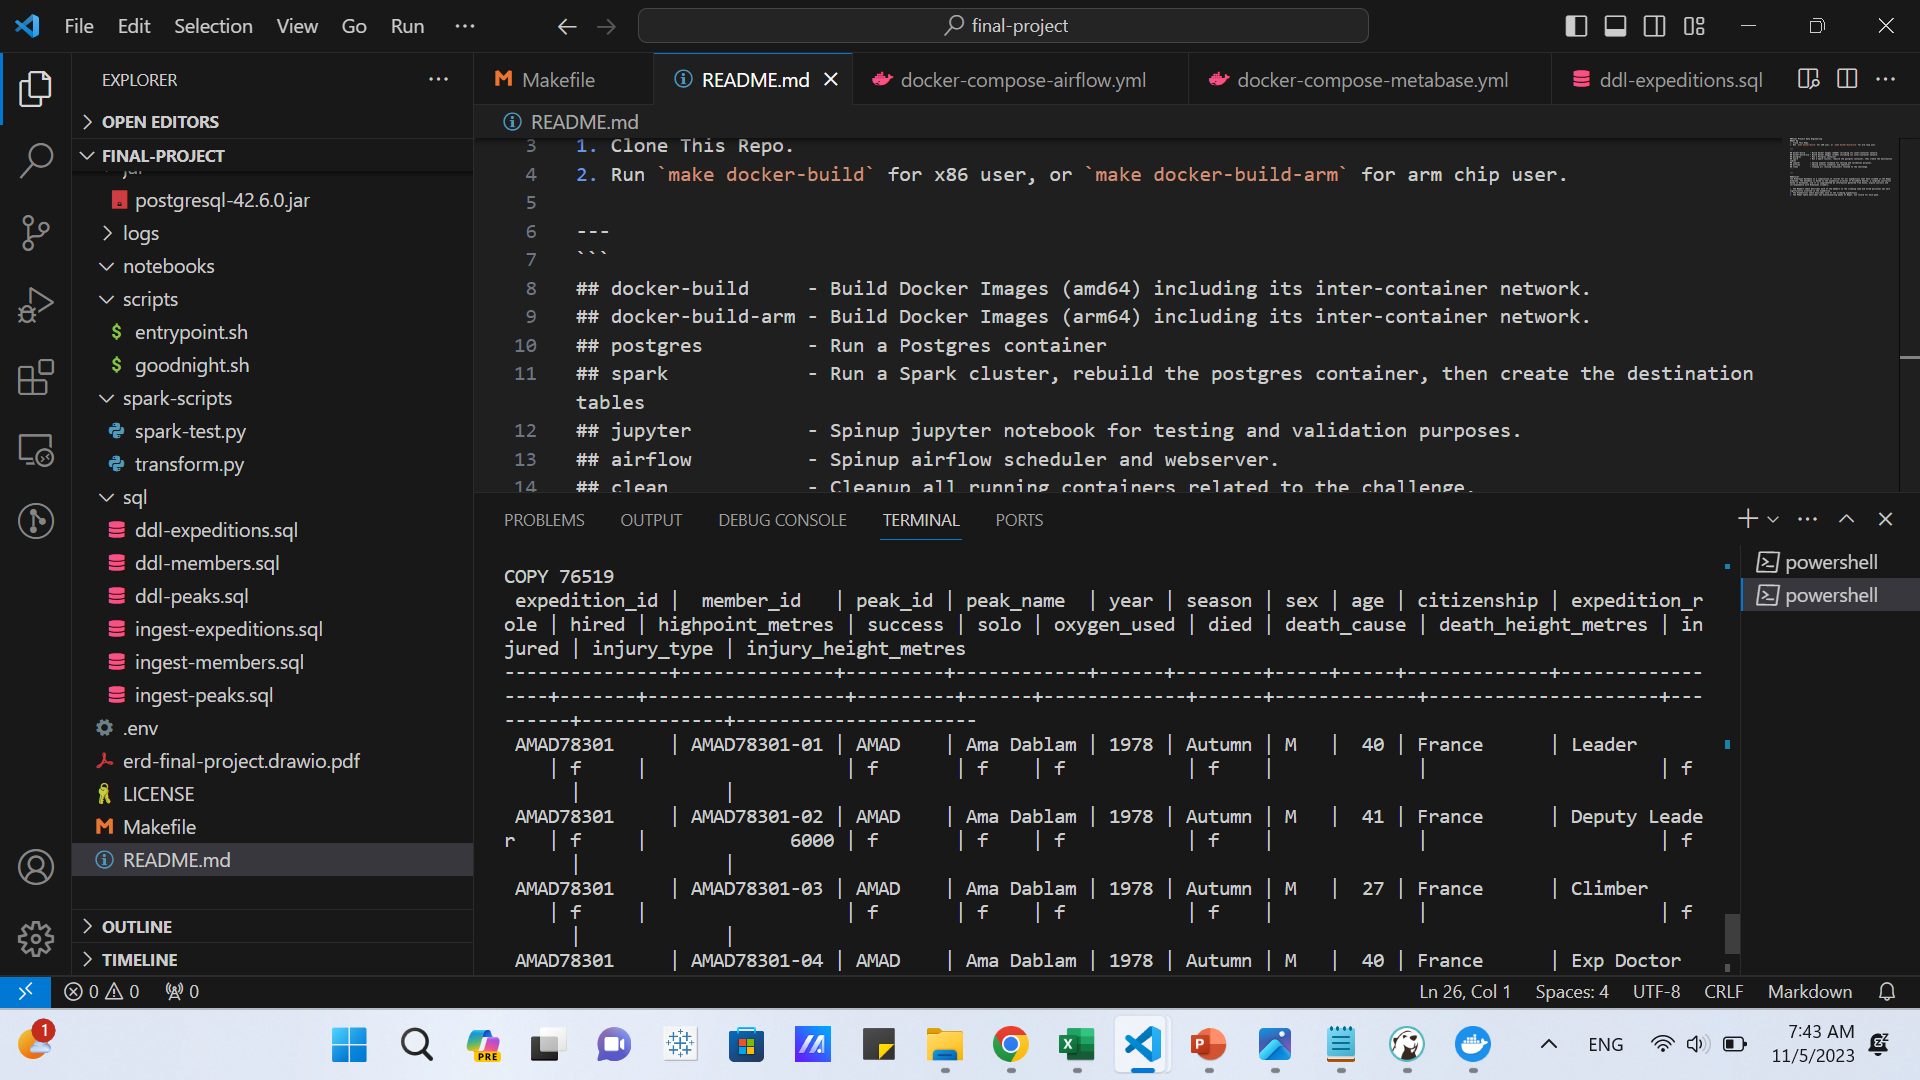 File Edit Selection View Go Run ···
final-project
EXPLORER
OPEN EDITORS
FINAL-PROJECT
jar
postgresql-42.6.0.jar
logs
notebooks
scripts
entrypoint.sh
goodnight.sh
spark-scripts
spark-test.py
transform.py
sql
ddl-expeditions.sql
ddl-members.sql
ddl-peaks.sql
ingest-expeditions.sql
ingest-members.sql
ingest-peaks.sql
.env
erd-final-project.drawio.pdf
LICENSE
Makefile
README.md
OUTLINE
TIMELINE
Makefile README.md docker-compose-airflow.yml docker-compose-metabase.yml ddl-expeditions.sql
README.md
3 1. Clone This Repo.
4 2. Run `make docker-build` for x86 user, or `make docker-build-arm` for arm chip user.
5
6 ---
7 ```
8 ## docker-build - Build Docker Images (amd64) including its inter-container network.
9 ## docker-build-arm - Build Docker Images (arm64) including its inter-container network.
10 ## postgres - Run a Postgres container
11 ## spark - Run a Spark cluster, rebuild the postgres container, then create the destination
tables
12 ## jupyter - Spinup jupyter notebook for testing and validation purposes.
13 ## airflow - Spinup airflow scheduler and webserver.
14 ## clean - Cleanup all running containers related to the challenge.
PROBLEMS OUTPUT DEBUG CONSOLE TERMINAL PORTS
powershell
powershell
COPY 76519
expedition_id | member_id | peak_id | peak_name | year | season | sex | age | citizenship | expedition_r
ole | hired | highpoint_metres | success | solo | oxygen_used | died | death_cause | death_height_metres | in
jured | injury_type | injury_height_metres
---------------+--------------+---------+------------+------+--------+-----+-----+-------------+-------------
----+-------+------------------+---------+------+-------------+------+-------------+---------------------+---
------+-------------+----------------------
AMAD78301 | AMAD78301-01 | AMAD | Ama Dablam | 1978 | Autumn | M | 40 | France | Leader
| f | | f | f | f | f | | | f
| |
AMAD78301 | AMAD78301-02 | AMAD | Ama Dablam | 1978 | Autumn | M | 41 | France | Deputy Leade
r | f | 6000 | f | f | f | f | | | f
| |
AMAD78301 | AMAD78301-03 | AMAD | Ama Dablam | 1978 | Autumn | M | 27 | France | Climber
| f | | f | f | f | f | | | f
| |
AMAD78301 | AMAD78301-04 | AMAD | Ama Dablam | 1978 | Autumn | M | 40 | France | Exp Doctor
0 0 0 Ln 26, Col 1 Spaces: 4 UTF-8 CRLF Markdown
1
PRE
ENG
7:43 AM
11/5/2023